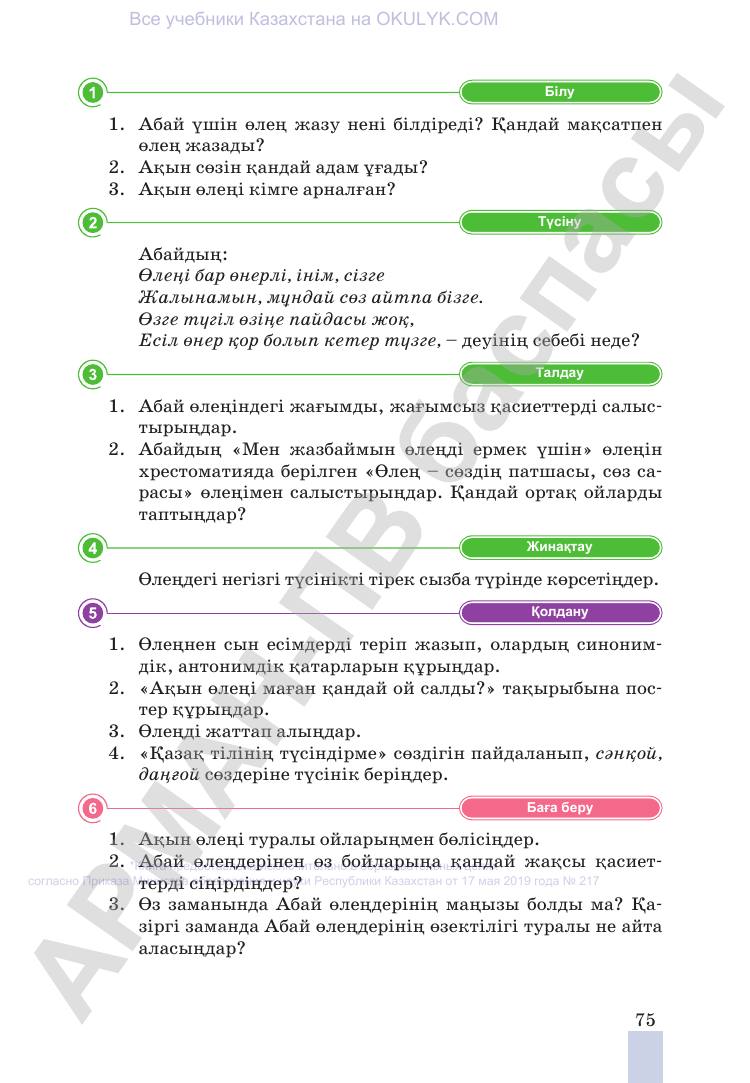 Все учебники Казахстана на OKULYK.COM
1 Білу
1. Абай үшін өлең жазу нені білдіреді? Қандай мақсатпен
өлең жазады?
2. Ақын сөзін қандай адам ұғады?
3. Ақын өлеңі кімге арналған?
2 Түсіну
Абайдың:
Өлеңі бар өнерлі, інім, сізге
Жалынамын, мұндай сөз айтпа бізге.
Өзге түгіл өзіңе пайдасы жоқ,
Есіл өнер қор болып кетер түзге, – деуінің себебі неде?
3 Талдау
1. Абай өлеңіндегі жағымды, жағымсыз қасиеттерді салыс-
тырыңдар.
2. Абайдың «Мен жазбаймын өлеңді ермек үшін» өлеңін
хрестоматияда берілген «Өлең – сөздің патшасы, сөз са-
расы» өлеңімен салыстырыңдар. Қандай ортақ ойларды
таптыңдар?
4 Жинақтау
Өлеңдегі негізгі түсінікті тірек сызба түрінде көрсетіңдер.
5 Қолдану
1. Өлеңнен сын есімдерді теріп жазып, олардың синоним-
дік, антонимдік қатарларын құрыңдар.
2. «Ақын өлеңі маған қандай ой салды?» тақырыбына пос-
тер құрыңдар.
3. Өлеңді жаттап алыңдар.
4. «Қазақ тілінің түсіндірме» сөздігін пайдаланып, сәнқой,
даңғой сөздеріне түсінік беріңдер.
6 Баға беру
1. Ақын өлеңі туралы ойларыңмен бөлісіңдер.
2. Абай өлеңдерінен өз бойларыңа қандай жақсы қасиет-
согласно Приказа Республики Казахстан от 17 мая 2019 года № 217
терді сіңірдіңдер?
3. Өз заманында Абай өлеңдерінің маңызы болды ма? Қа-
зіргі заманда Абай өлеңдерінің өзектілігі туралы не айта
аласыңдар?
75
АРМАН-ПВ баспасы